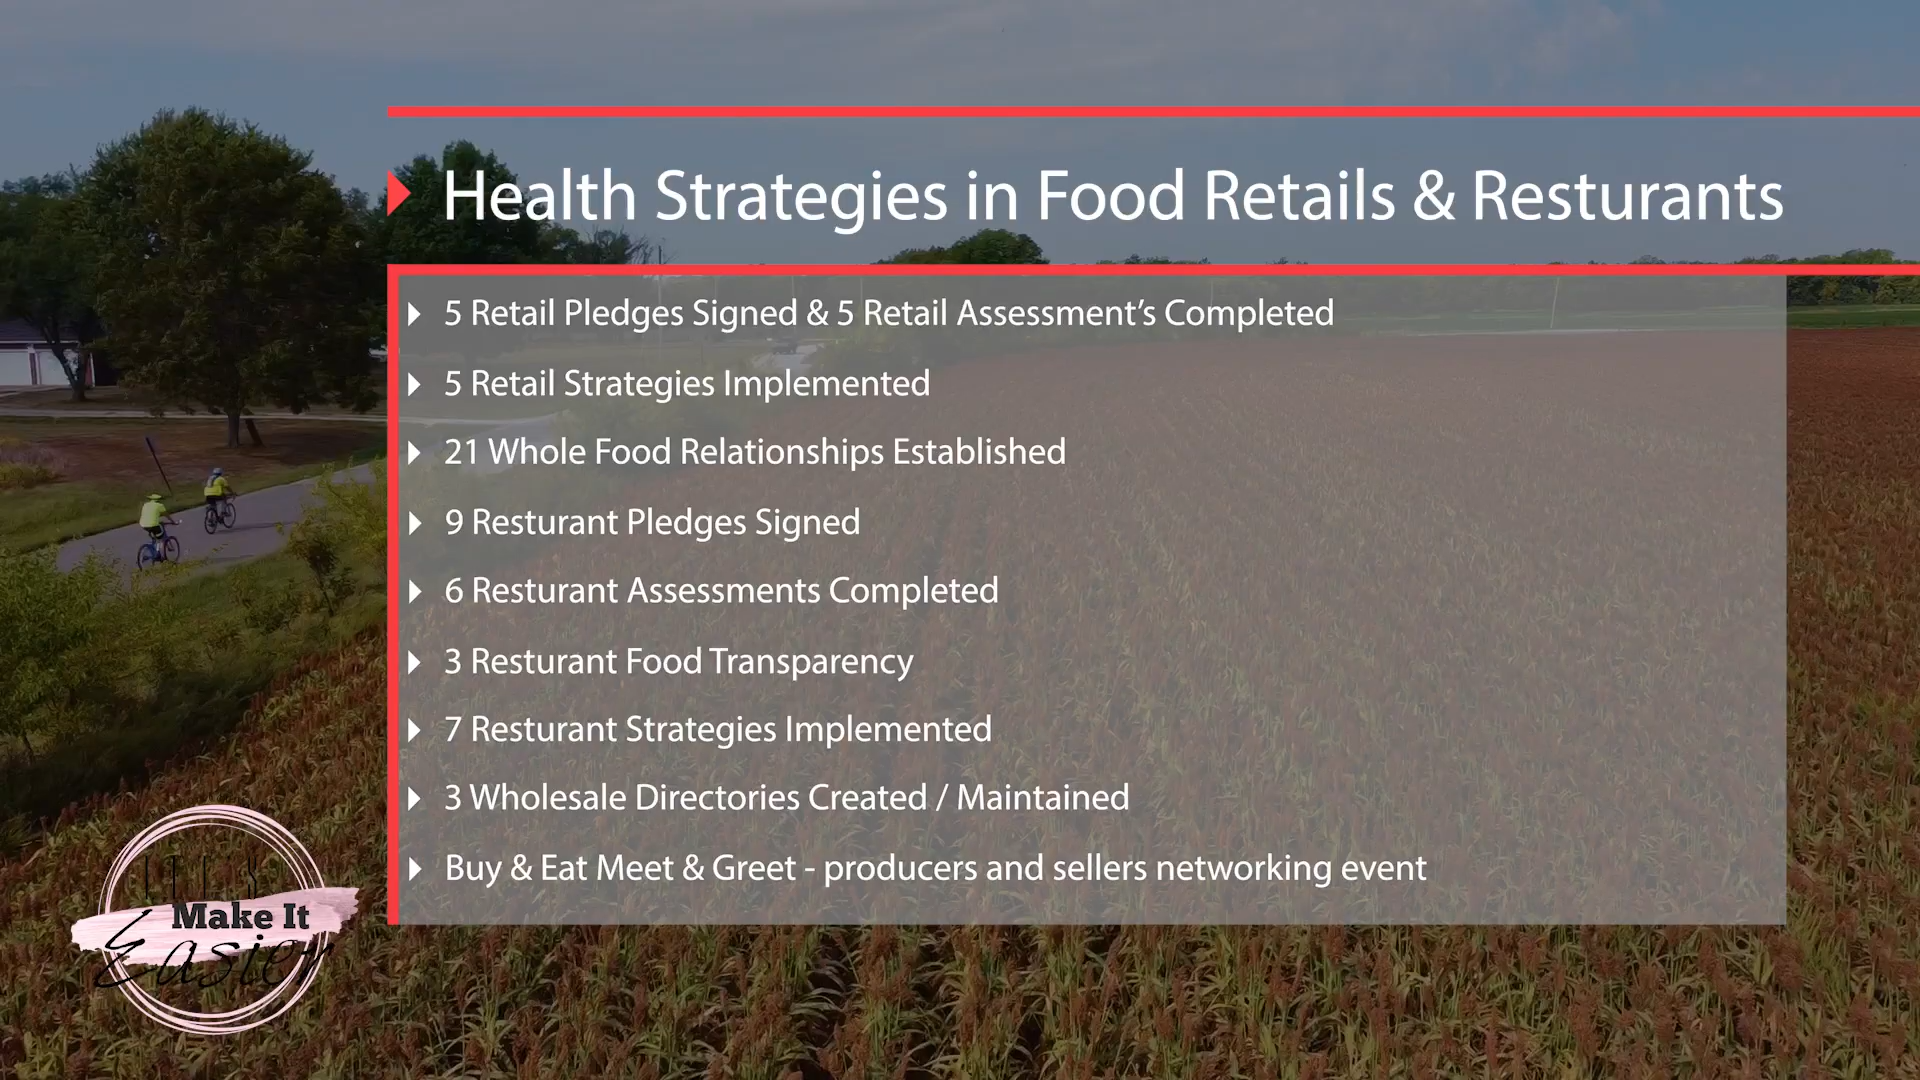 Health Strategies in Food Retails & Resturants
5 Retail Pledges Signed & 5 Retail Assessment’s Completed
5 Retail Strategies Implemented
21 Whole Food Relationships Established
9 Resturant Pledges Signed
6 Resturant Assessments Completed
3 Resturant Food Transparency
7 Resturant Strategies Implemented
3 Wholesale Directories Created / Maintained
Buy & Eat Meet & Greet - producers and sellers networking event
Make It
Easier